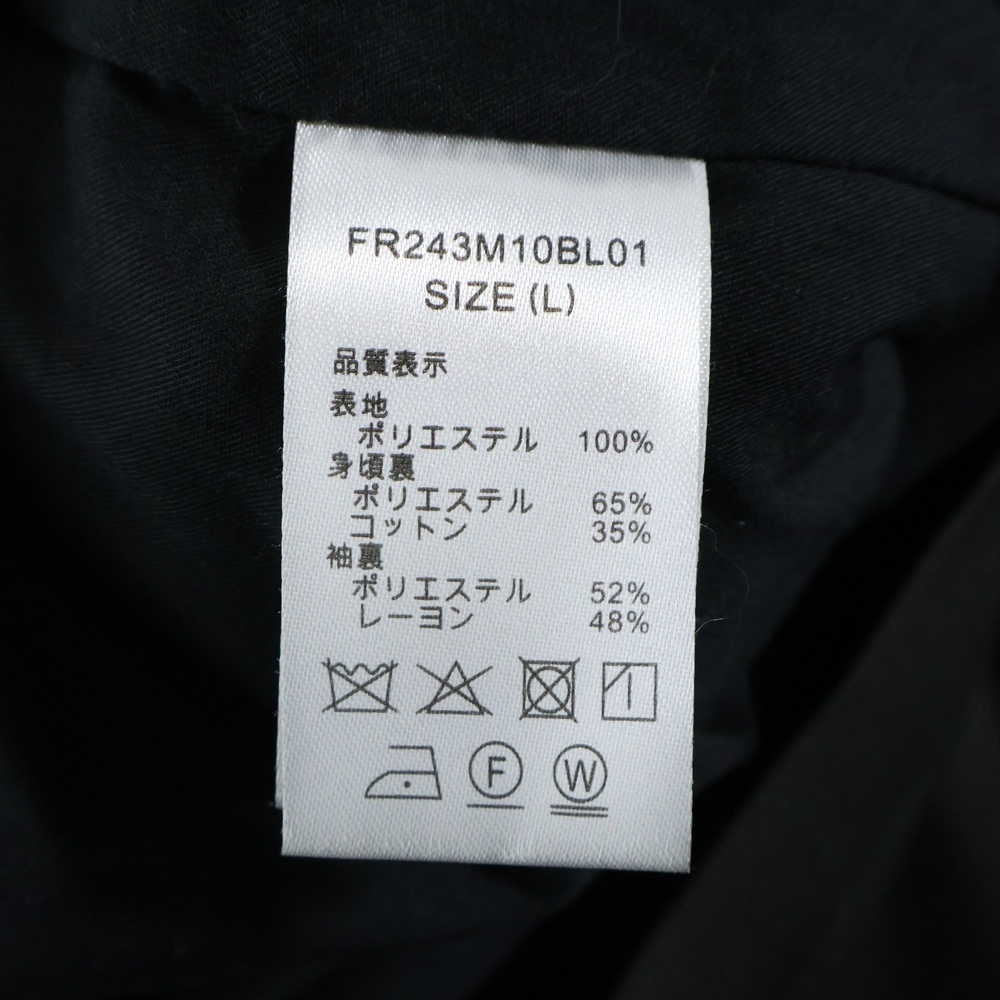 FR243M10BL01
SIZE (L)
品質表示
表地
ポリエステル 100%
身頃裏
ポリエステル 65%
コットン 35%
袖裏
ポリエステル 52%
レーヨン 48%
F W